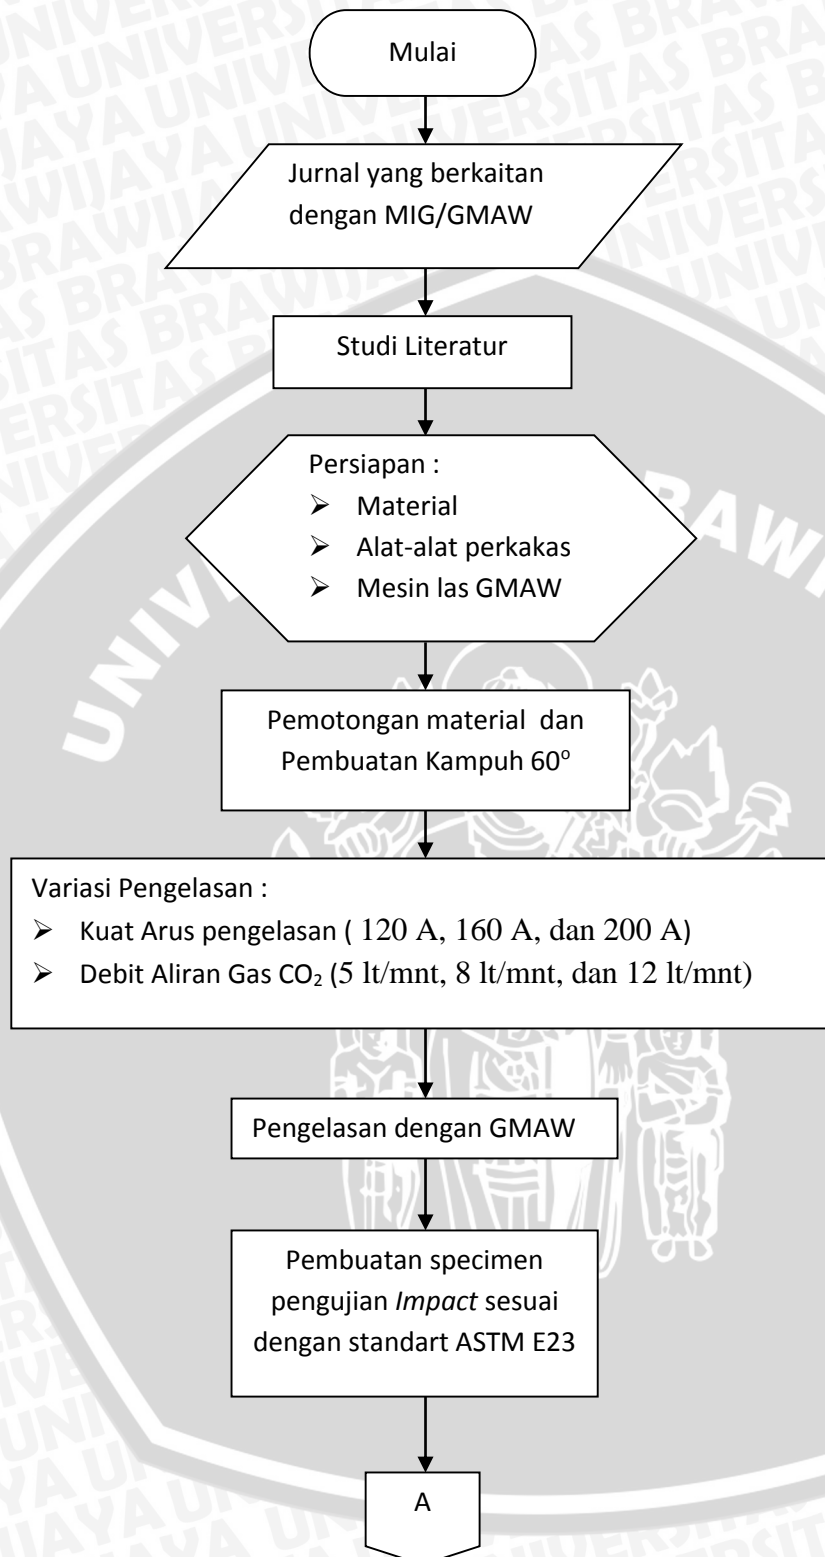 Mulai
Jurnal yang berkaitan
dengan MIG/GMAW
Studi Literatur
Persiapan :
➢ Material
➢ Alat-alat perkakas
➢ Mesin las GMAW
Pemotongan material dan
Pembuatan Kampuh 60°
Variasi Pengelasan :
➢ Kuat Arus pengelasan ( 120 A, 160 A, dan 200 A)
➢ Debit Aliran Gas CO₂ (5 lt/mnt, 8 lt/mnt, dan 12 lt/mnt)
Pengelasan dengan GMAW
Pembuatan specimen
pengujian Impact sesuai
dengan standart ASTM E23
A